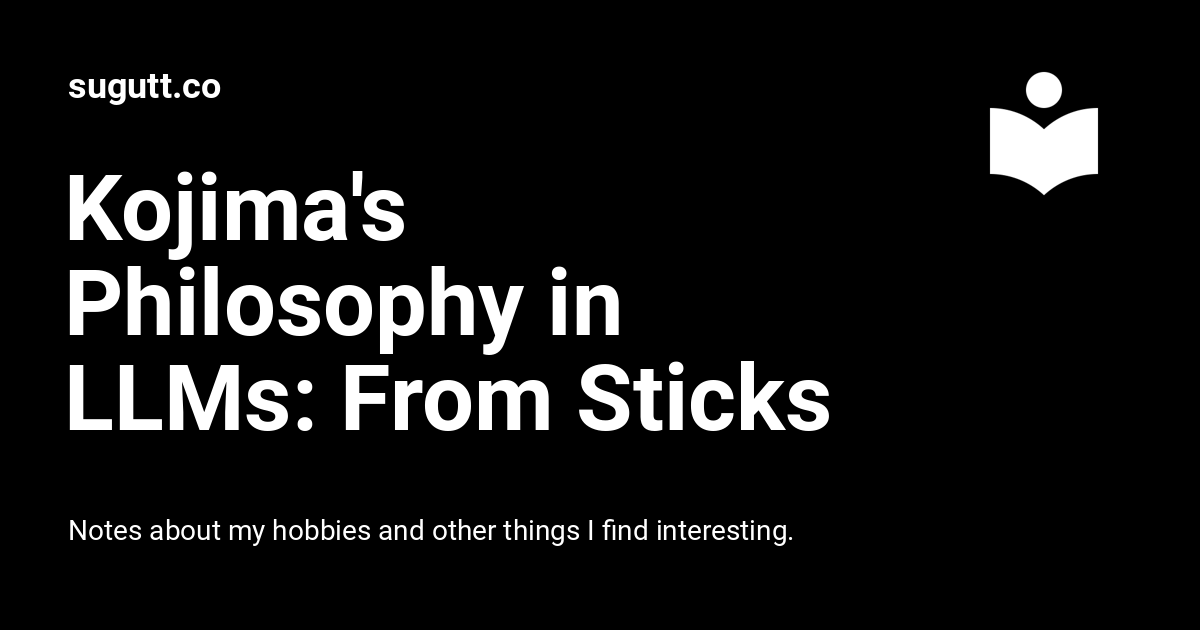 sugutt.co
Kojima's
Philosophy in
LLMs: From Sticks
Notes about my hobbies and other things I find interesting.